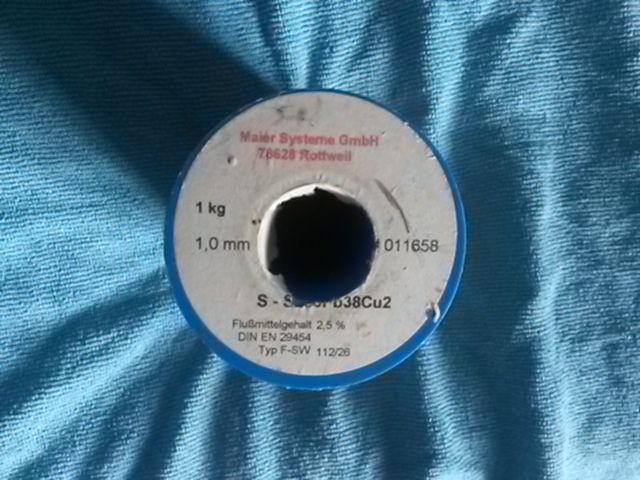 Maier Systeme GmbH
78628 Rottweil
1 kg
1,0 mm
011658
S - Pb38Cu2
Flußmittelgehalt 2,5 %
DIN EN 29454
Typ F-SW 112/26